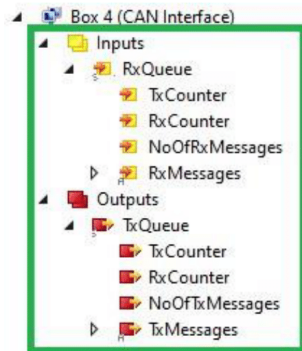 Box 4 (CAN Interface)
Inputs
RxQueue
TxCounter
RxCounter
NoOfRxMessages
RxMessages
Outputs
TxQueue
TxCounter
RxCounter
NoOfTxMessages
TxMessages